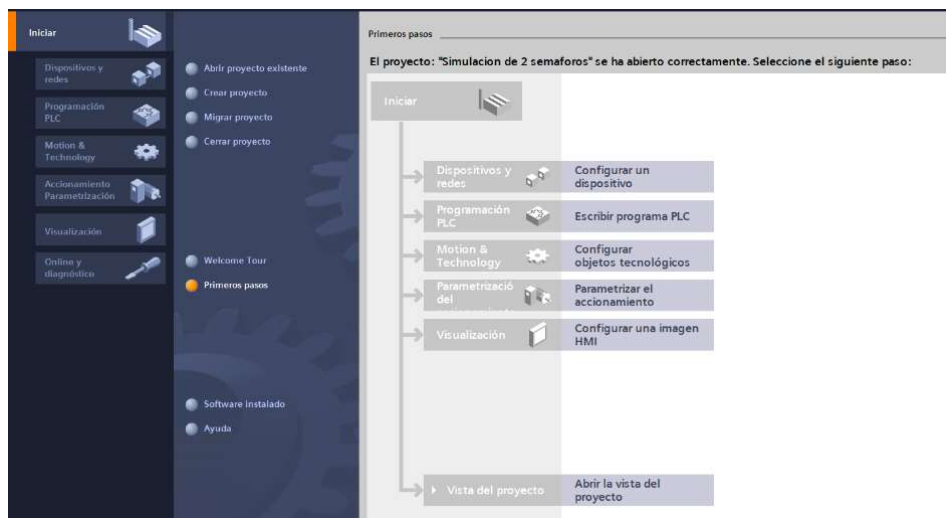 Iniciar
Dispositivos y
redes
Programación
PLC
Motion &
Technology
Accionamiento
Parametrización
Visualización
Online y
diagnóstico
Abrir proyecto existente
Crear proyecto
Migrar proyecto
Cerrar proyecto
Welcome Tour
Primeros pasos
Software instalado
Ayuda
Primeros pasos
El proyecto: "Simulacion de 2 semaforos" se ha abierto correctamente. Seleccione el siguiente paso:
Iniciar
Dispositivos y
redes
Configurar un
dispositivo
Programación
PLC
Escribir programa PLC
Motion &
Technology
Configurar
objetos tecnológicos
Parametrizació
del
Parametrizar el
accionamiento
Visualización
Configurar una imagen
HMI
Vista del proyecto
Abrir la vista del
proyecto